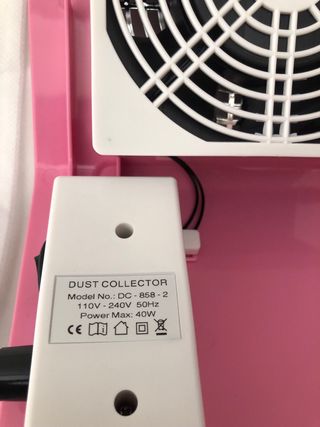 DUST COLLECTOR
Model No.: DC - 858 - 2
110V - 240V 50Hz
Power Max: 40W
CE